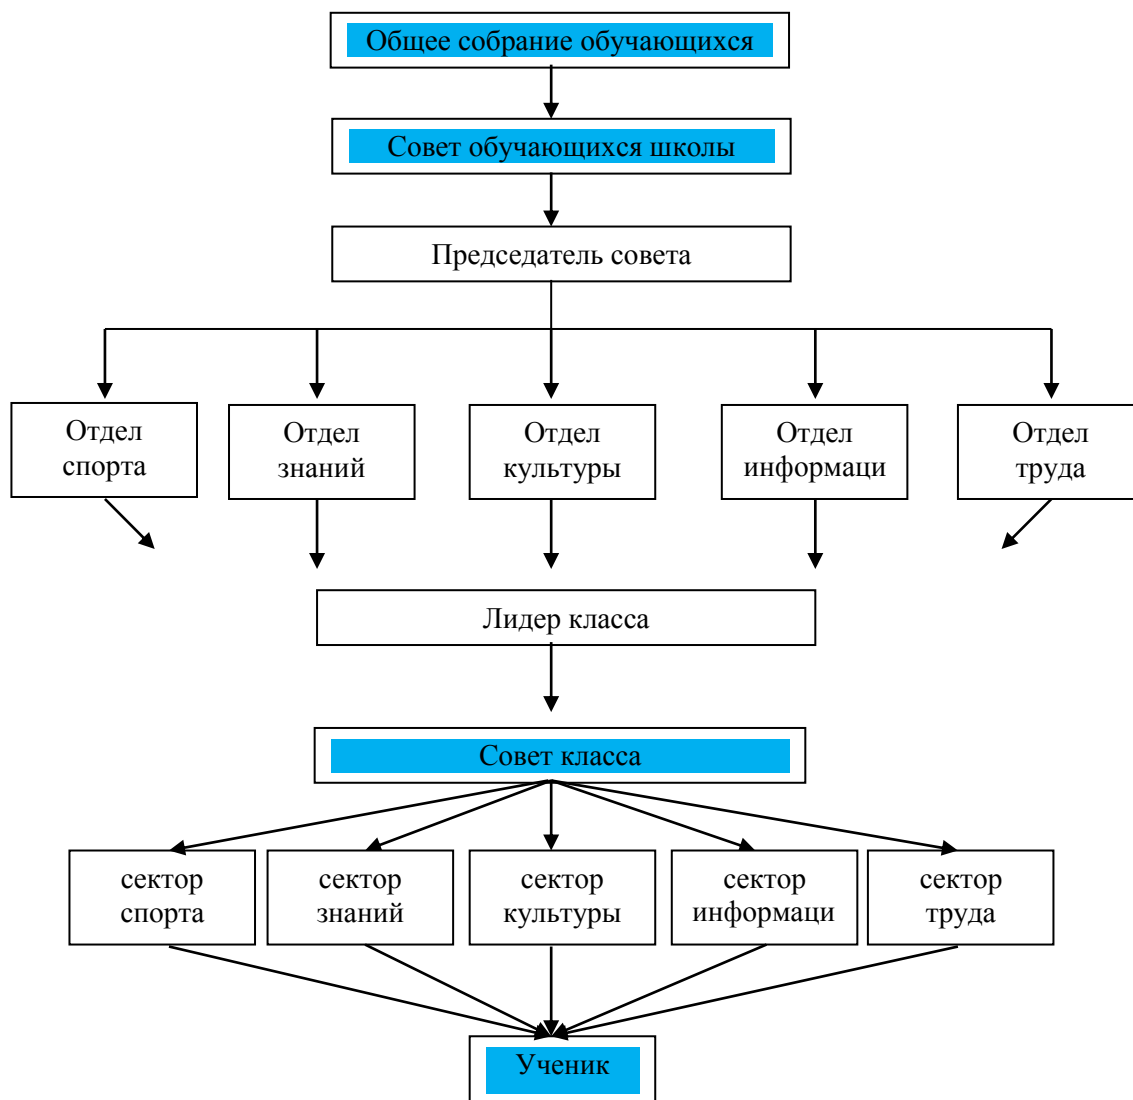 Общее собрание обучающихся
Совет обучающихся школы
Председатель совета
Отдел
спорта
Отдел
знаний
Отдел
культуры
Отдел
информаци
Отдел
труда
Лидер класса
Совет класса
сектор
спорта
сектор
знаний
сектор
культуры
сектор
информаци
сектор
труда
Ученик